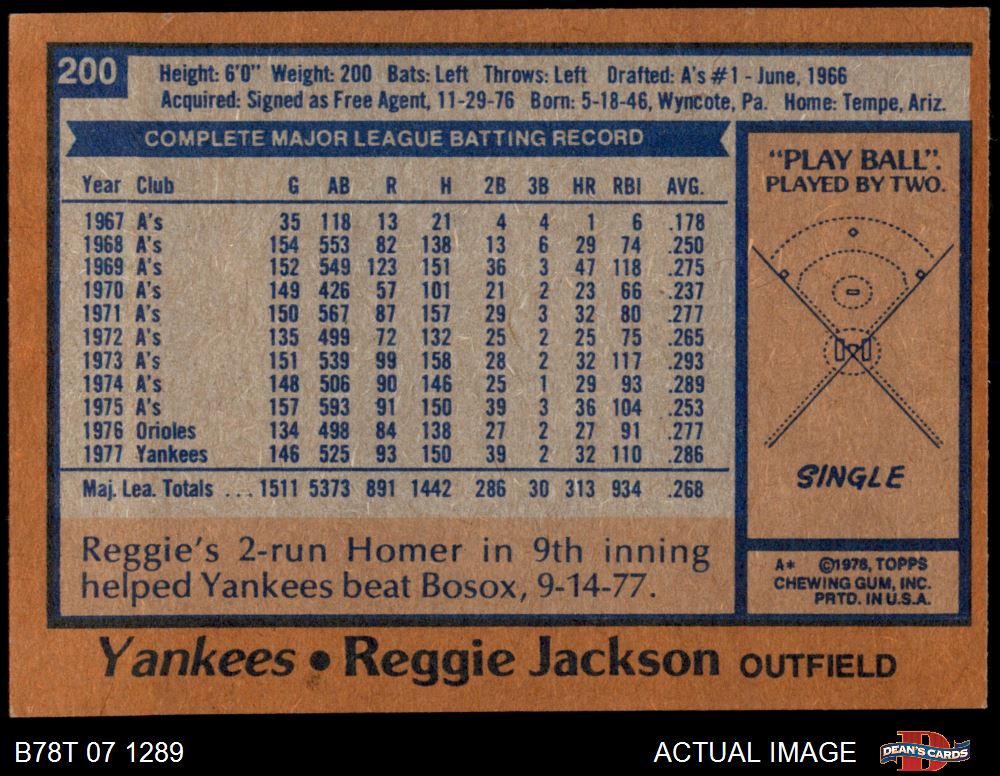 200
Height: 6'0" Weight: 200 Bats: Left Throws: Left Drafted: A's #1 - June, 1966
Acquired: Signed as Free Agent, 11-29-76 Born: 5-18-46, Wyncote, Pa. Home: Tempe, Ariz.
COMPLETE MAJOR LEAGUE BATTING RECORD
Year Club G AB R H 2B 3B HR RBI AVG.
1967 A's 35 118 13 21 4 4 1 6 .178
1968 A's 154 553 82 138 13 6 29 74 .250
1969 A's 152 549 123 151 36 3 47 118 .275
1970 A's 149 426 57 101 21 2 23 66 .237
1971 A's 150 567 87 157 29 3 32 80 .277
1972 A's 135 499 72 132 25 2 25 75 .265
1973 A's 151 539 99 158 28 2 32 117 .293
1974 A's 148 506 90 146 25 1 29 93 .289
1975 A's 157 593 91 150 39 3 36 104 .253
1976 Orioles 134 498 84 138 27 2 27 91 .277
1977 Yankees 146 525 93 150 39 2 32 110 .286
Maj. Lea. Totals ... 1511 5373 891 1442 286 30 313 934 .268
Reggie's 2-run Homer in 9th inning
helped Yankees beat Bosox, 9-14-77.
"PLAY BALL".
PLAYED BY TWO.
SINGLE
A* ©1978, TOPPS
CHEWING GUM, INC.
PRTD. IN U.S.A.
Yankees • Reggie Jackson OUTFIELD
B78T 07 1289
ACTUAL IMAGE
D
DEAN'S CARDS